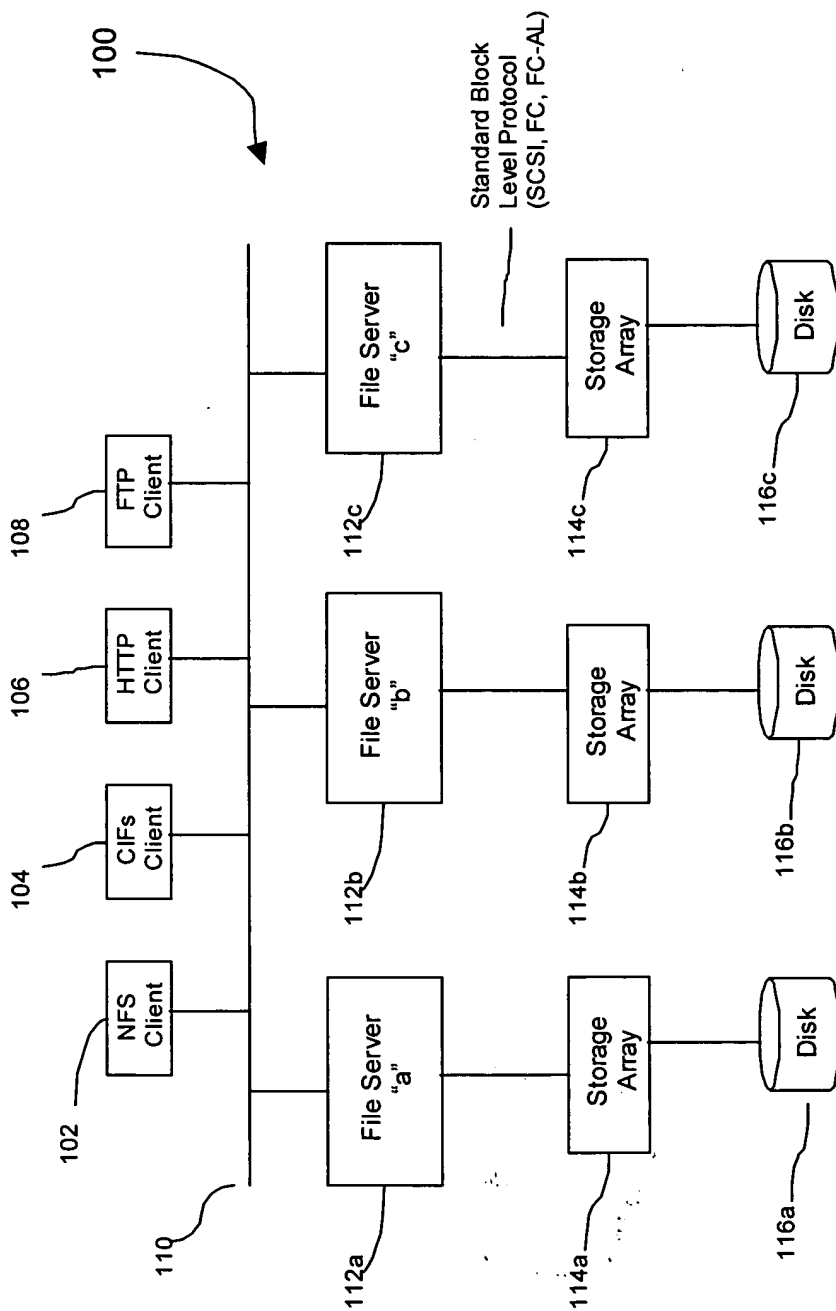 100
108
106
104
102
FTP
Client
HTTP
Client
CIFs
Client
NFS
Client
110
File Server
"a"
File Server
"b"
File Server
"c"
112a
112b
112c
Standard Block
Level Protocol
(SCSI, FC, FC-AL)
Storage
Array
Storage
Array
Storage
Array
114a
114b
114c
Disk
Disk
Disk
116a
116b
116c